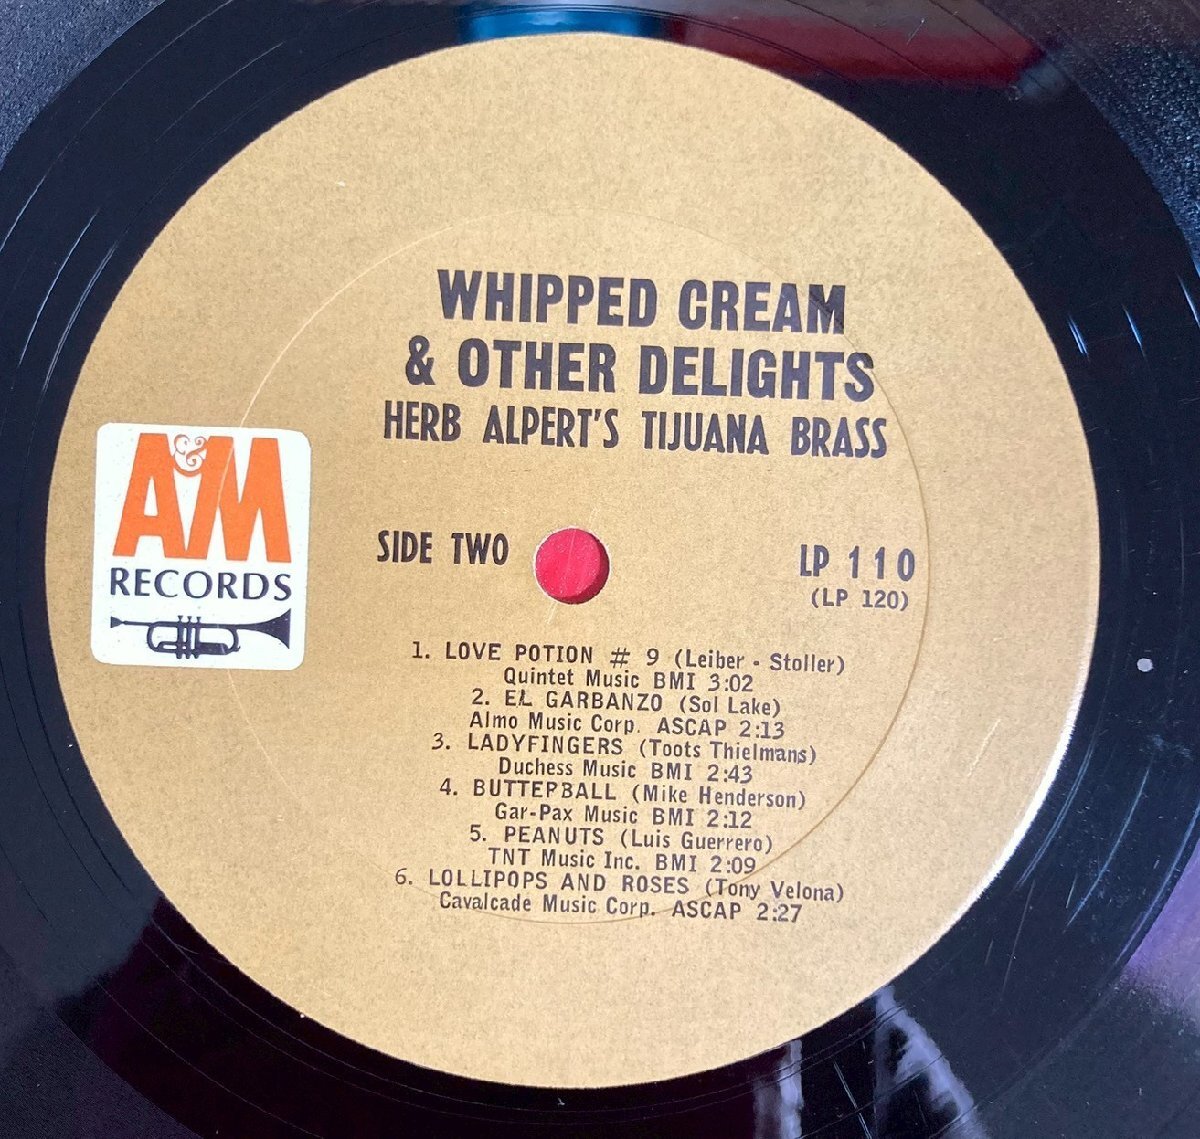 WHIPPED CREAM
& OTHER DELIGHTS
HERB ALPERT'S TIJUANA BRASS
A&M
RECORDS
SIDE TWO
LP 110
(LP 120)
1. LOVE POTION # 9 (Leiber - Stoller)
Quintet Music BMI 3:02
2. EL GARBANZO (Sol Lake)
Almo Music Corp. ASCAP 2:13
3. LADYFINGERS (Toots Thielmans)
Duchess Music BMI 2:43
4. BUTTEPBALL (Mike Henderson)
Gar-Pax Music BMI 2:12
5. PEANUTS (Luis Guerrero)
TNT Music Inc. BMI 2:09
6. LOLLIPOPS AND ROSES (Tony Velona)
Cavalcade Music Corp. ASCAP 2:27